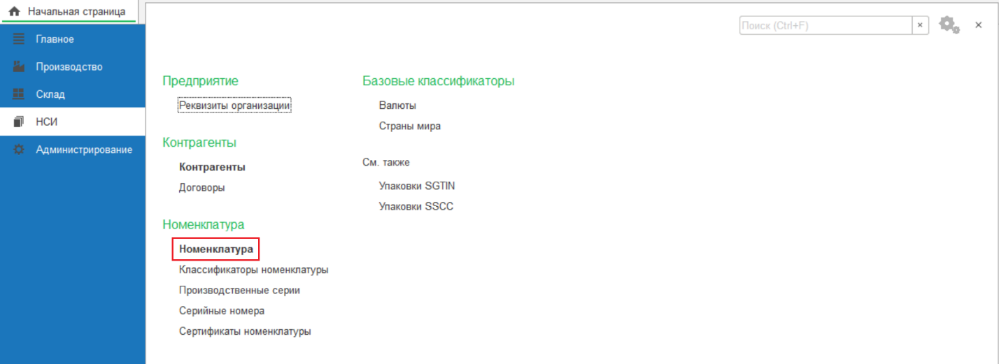 Начальная страница
Поиск (Ctrl+F)
Главное
Производство
Склад
НСИ
Администрирование
Предприятие
Реквизиты организации
Контрагенты
Контрагенты
Договоры
Номенклатура
Номенклатура
Классификаторы номенклатуры
Производственные серии
Серийные номера
Сертификаты номенклатуры
Базовые классификаторы
Валюты
Страны мира
См. также
Упаковки SGTIN
Упаковки SSCC